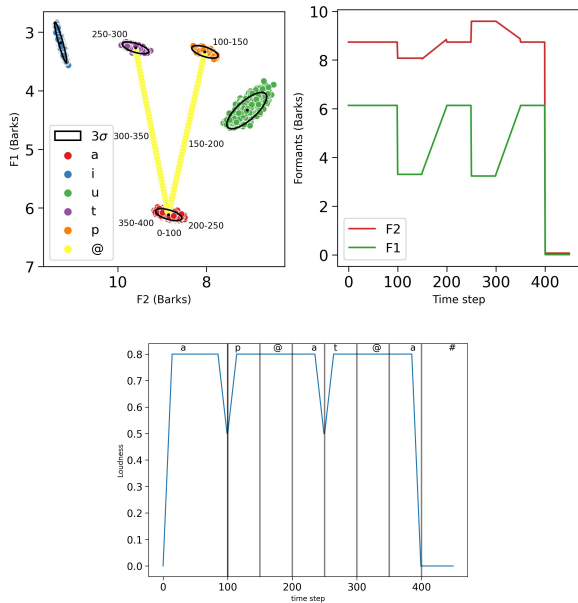 3
4
5
6
7
F1 (Barks)
250-300
100-150
300-350
150-200
350-400
200-250
0-100
3σ
a
i
u
t
p
@
10
8
F2 (Barks)
10
8
6
4
2
0
Formants (Barks)
F2
F1
0
100
200
300
400
Time step
a p @ a t @ a #
0.8
0.7
0.6
0.5
0.4
0.3
0.2
0.1
0.0
Loudness
0
100
200
300
400
time step